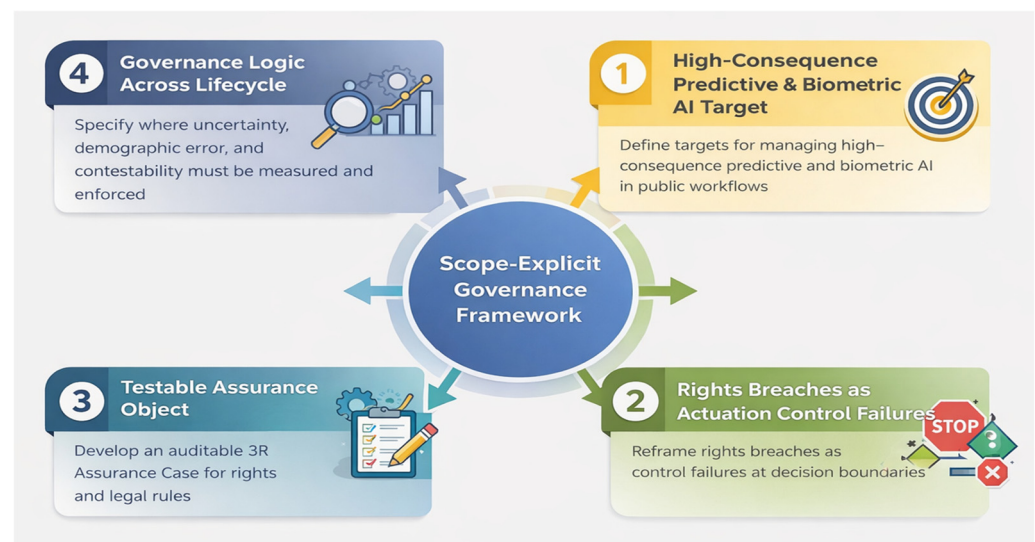 4
Governance Logic
Across Lifecycle
Specify where uncertainty,
demographic error, and
contestability must be measured and
enforced
1
High-Consequence
Predictive & Biometric
AI Target
Define targets for managing high-
consequence predictive and biometric AI
in public workflows
Scope-Explicit
Governance
Framework
3
Testable Assurance
Object
Develop an auditable 3R
Assurance Case for rights
and legal rules
2
Rights Breaches as
Actuation Control Failures
STOP
?
Reframe rights breaches as
control failures at decision boundaries